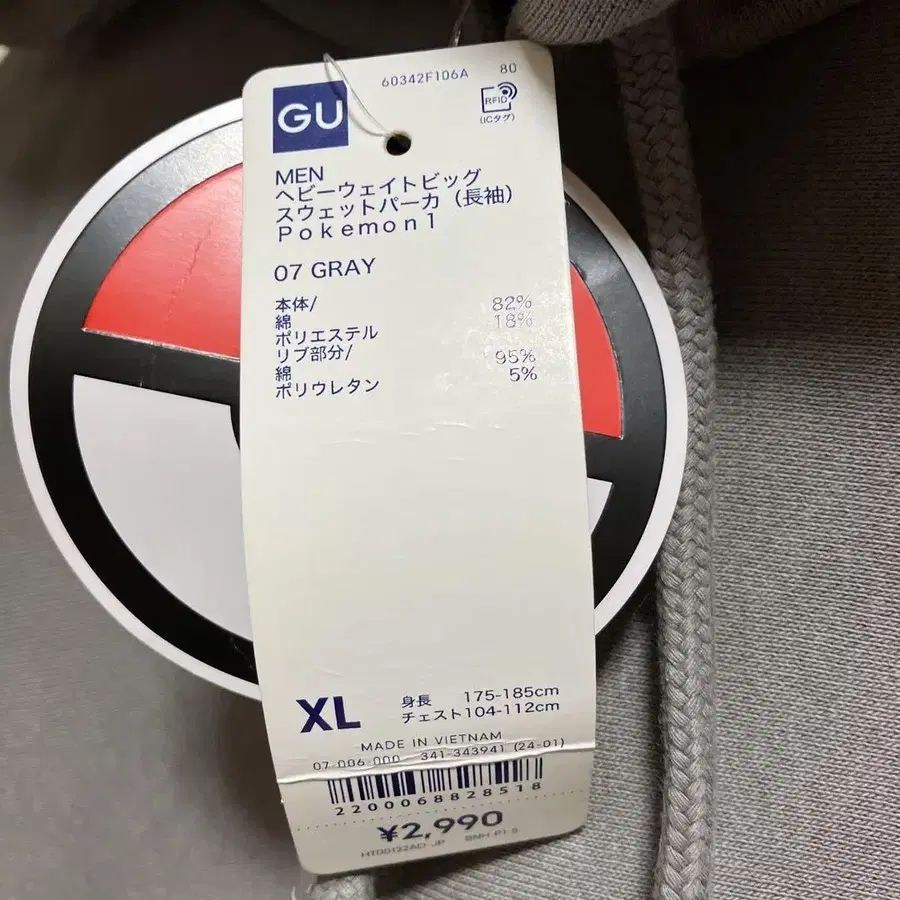 60342F106A 80
GU
RFID
(ICタグ)
MEN
ヘビーウェイトビッグ
スウェットパーカ（長袖）
Pokemon1
07 GRAY
本体/
綿 82%
ポリエステル 18%
リブ部分/
綿 95%
ポリウレタン 5%
XL
身長 175-185cm
チェスト104-112cm
MADE IN VIETNAM
07 086 000 341-343941 (24-01)
2200068828518
¥2,990
HT00122AD-JP